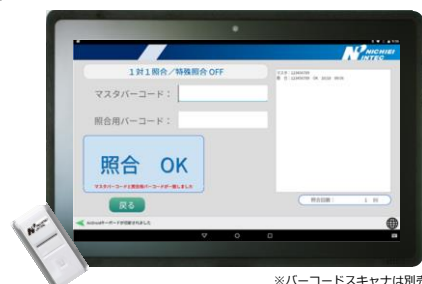 NICHIEI
INTEC
1対1照合／特殊照合 OFF
マスタバーコード：
照合用バーコード：
照合　OK
マスタバーコードと照合用バーコードが一致しました
戻る
照合回数：　1 回
※バーコードスキャナは別売